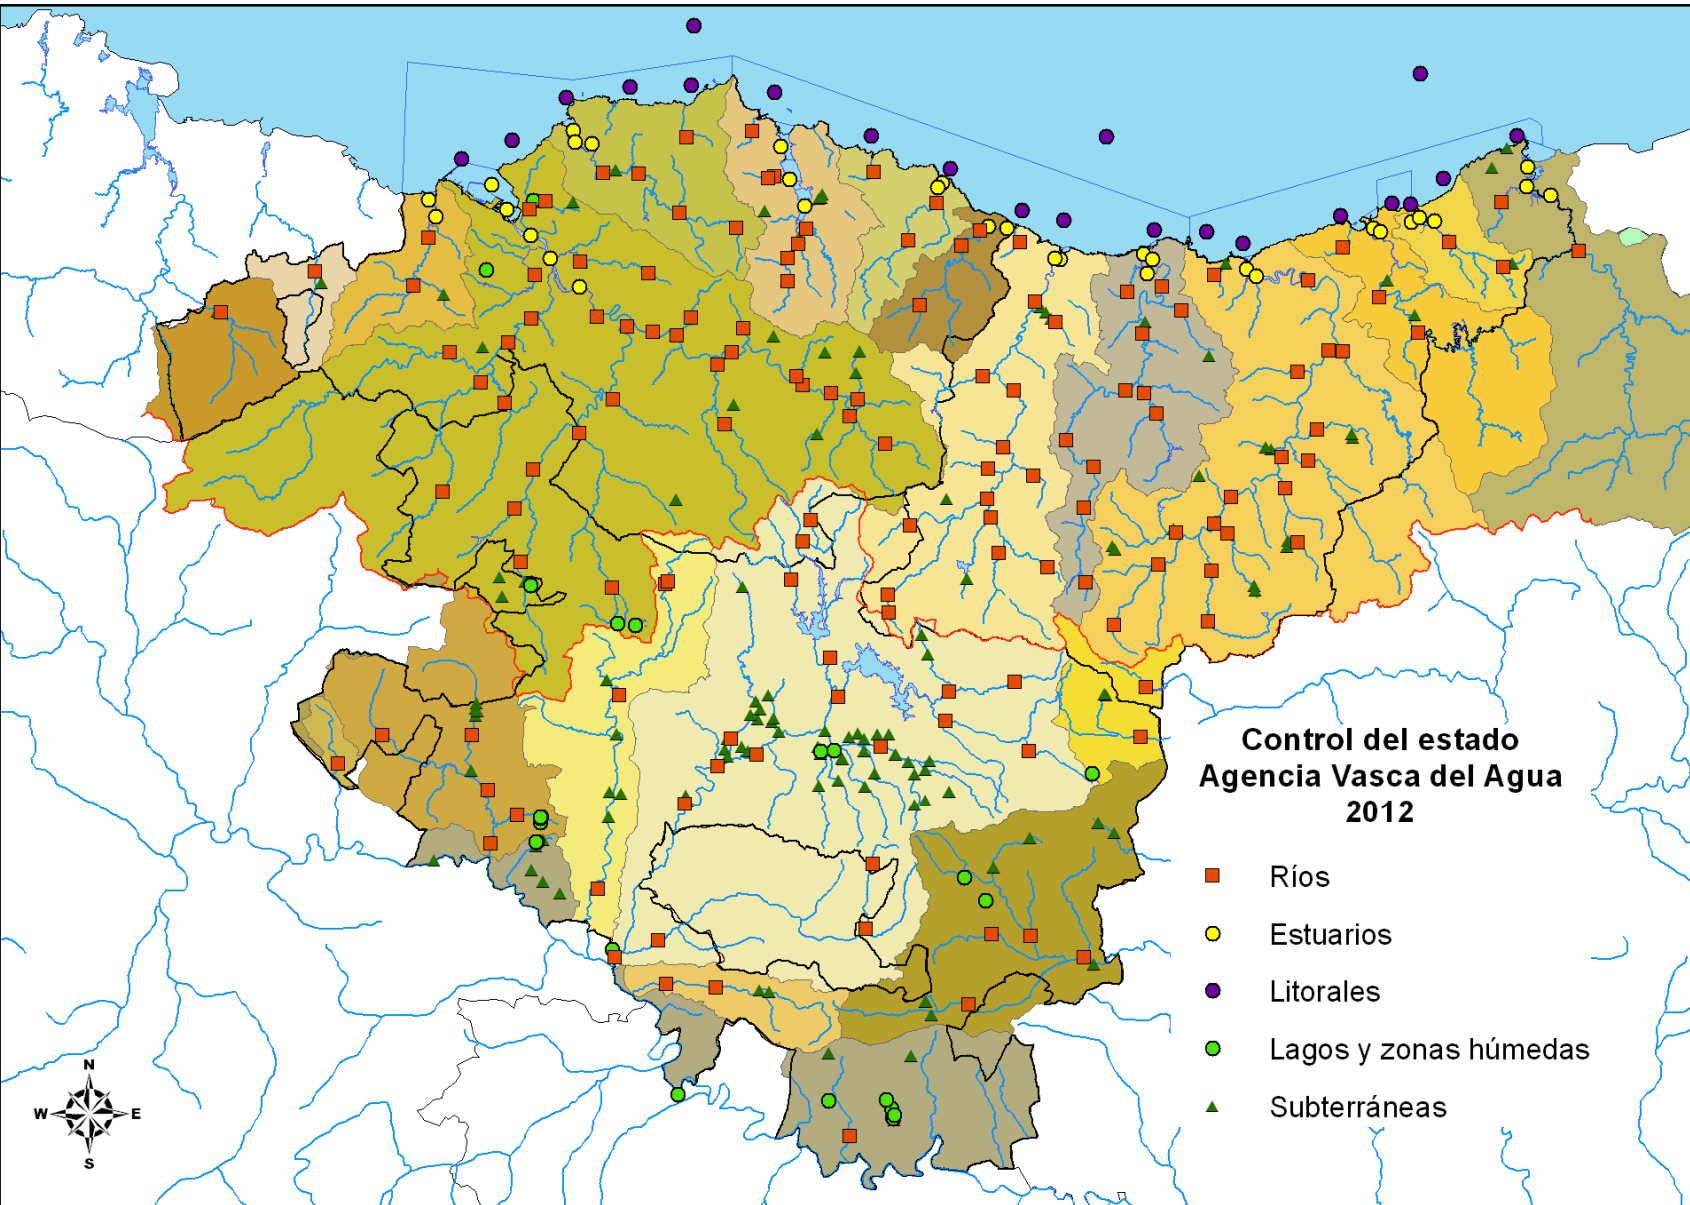 Control del estado
Agencia Vasca del Agua
2012
Ríos
Estuarios
Litorales
Lagos y zonas húmedas
Subterráneas
N
W E
S